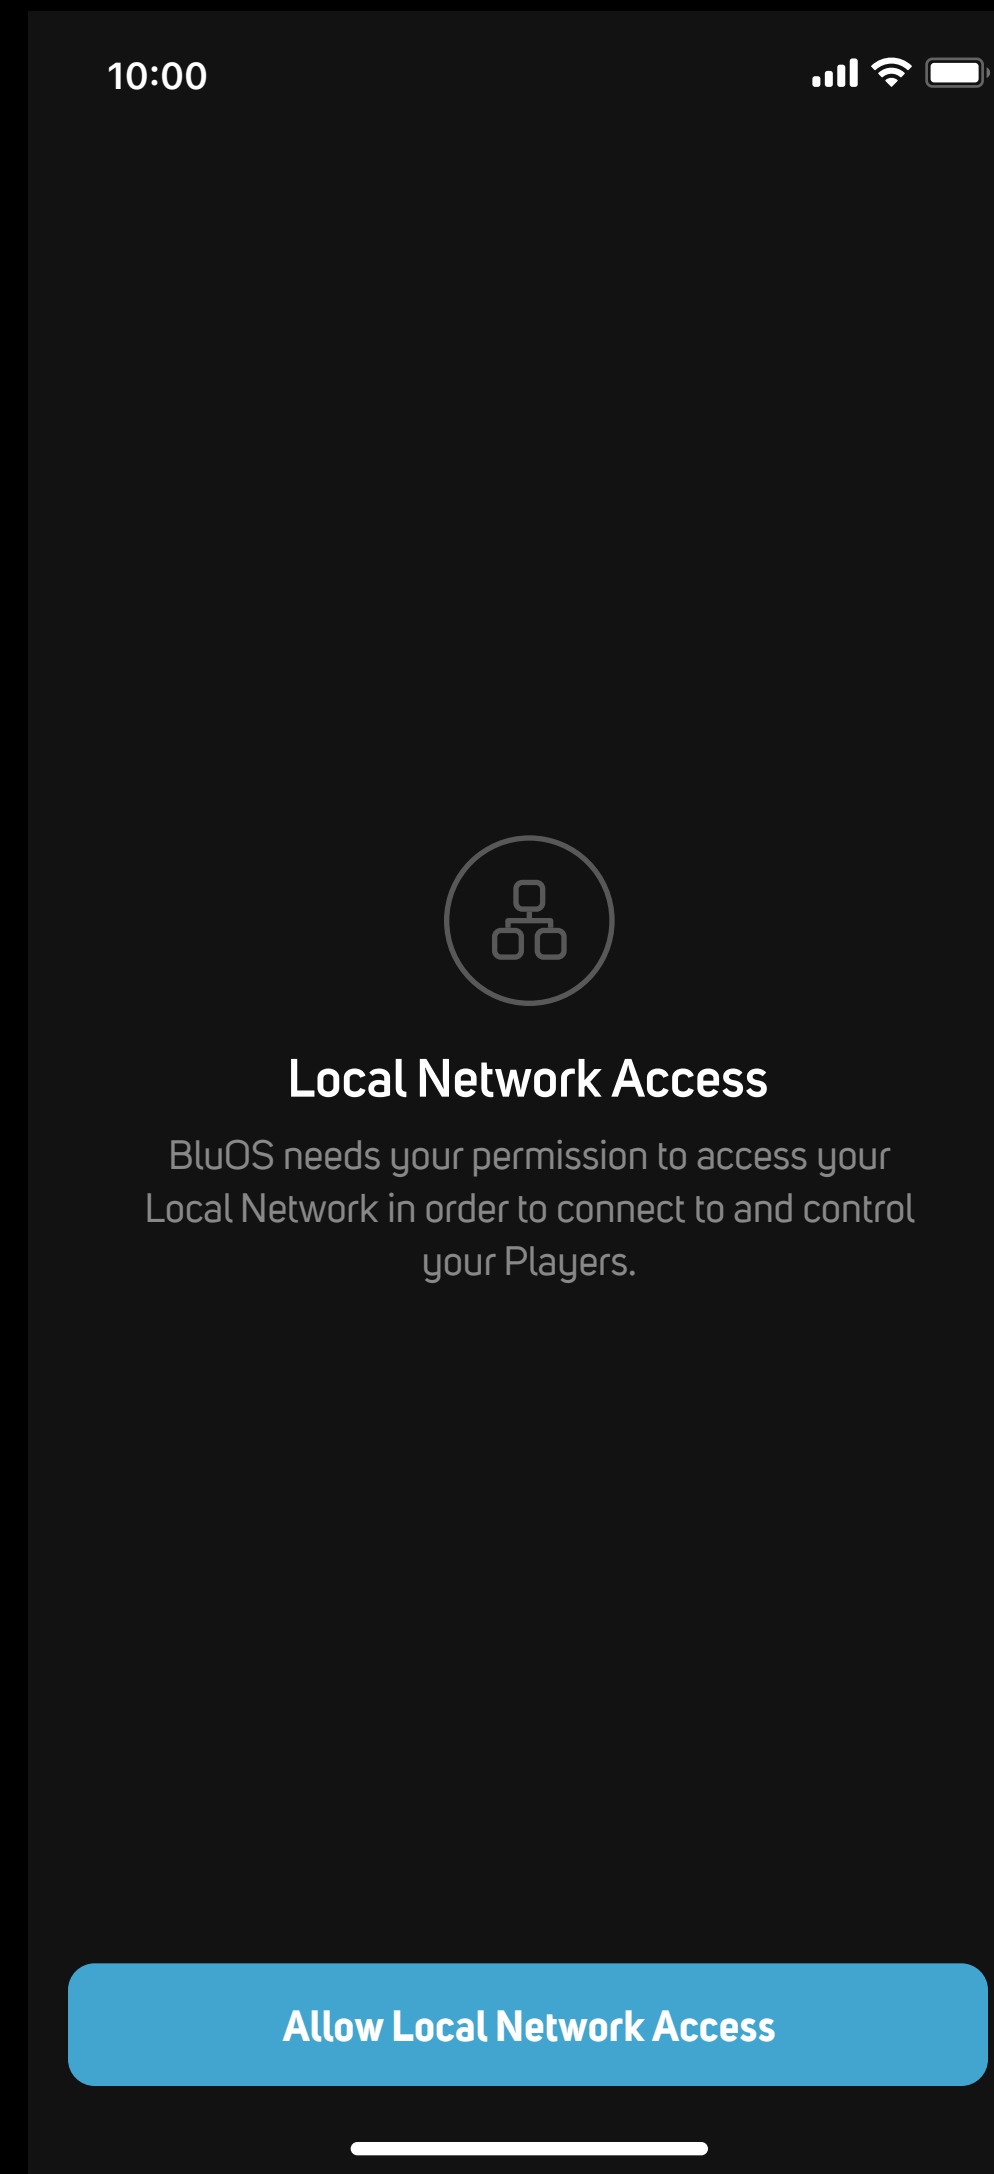 10:00
Local Network Access
BluOS needs your permission to access your
Local Network in order to connect to and control
your Players.
Allow Local Network Access